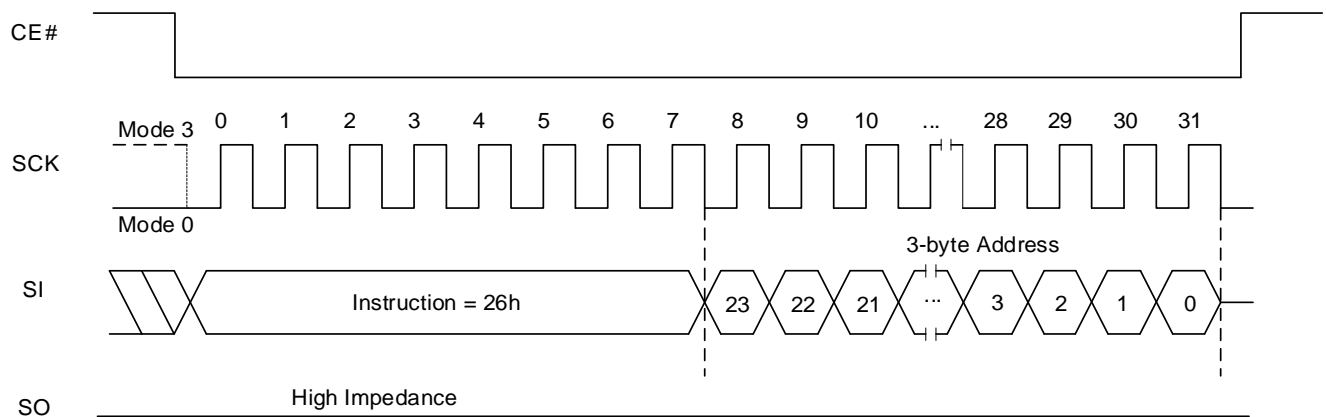 CE#
Mode 3
0 1 2 3 4 5 6 7 8 9 10 ... 28 29 30 31
SCK
Mode 0
3-byte Address
SI
Instruction = 26h
23 22 21 ... 3 2 1 0
High Impedance
SO